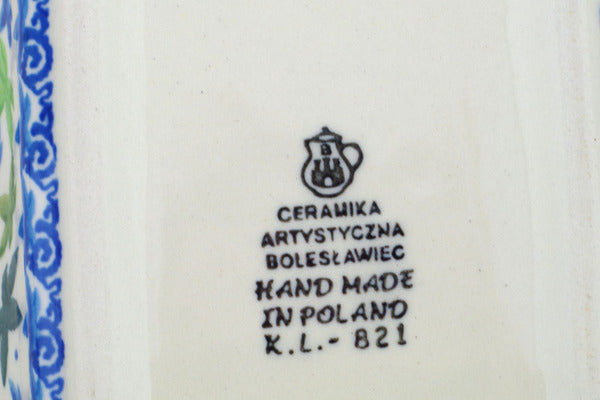 B
CERAMIKA
ARTYSTYCZNA
BOLESŁAWIEC
HAND MADE
IN POLAND
K.L.- 821